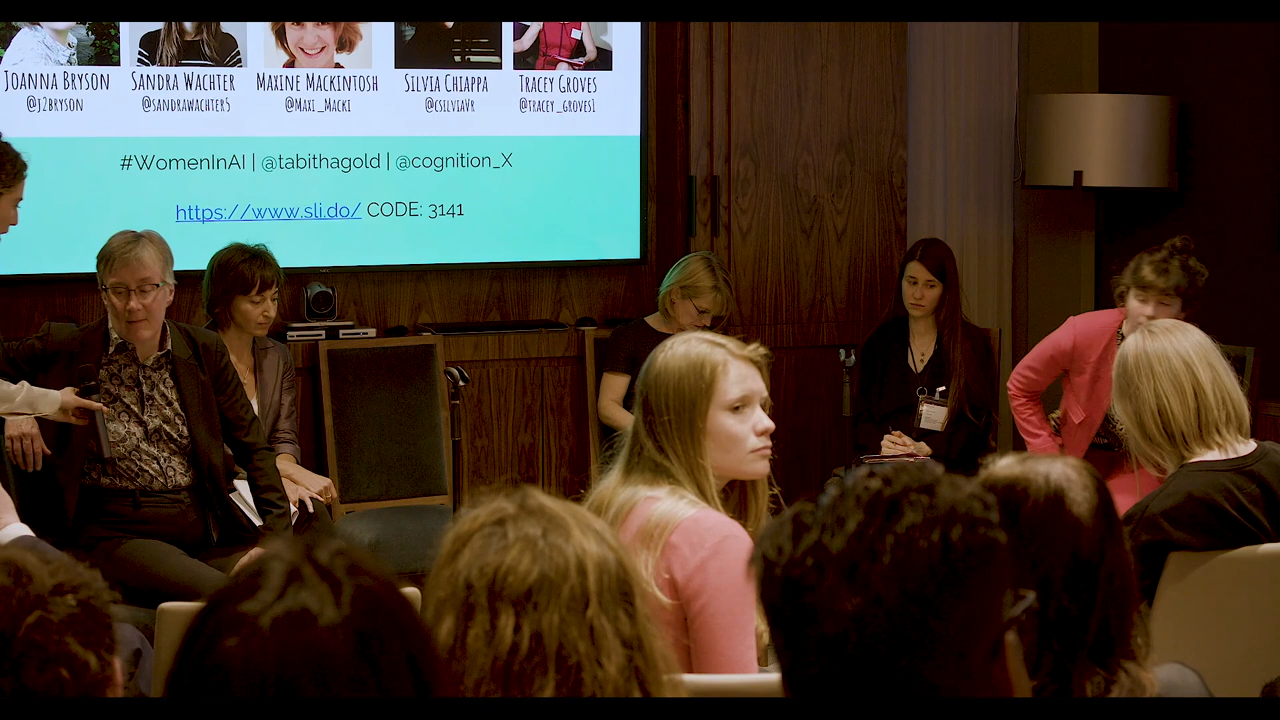 JOANNA BRYSON SANDRA WACHTER MAXINE MACKINTOSH SILVIA CHIAPPA TRACEY GROVES
@J2BRYSON @SANDRAWACHTER5 @MAXI_MACKI @CSILVIAVR @TRACEY_GROVES1
#WomenInAI | @tabithagold | @cognition_X
https://www.sli.do/ CODE: 3141